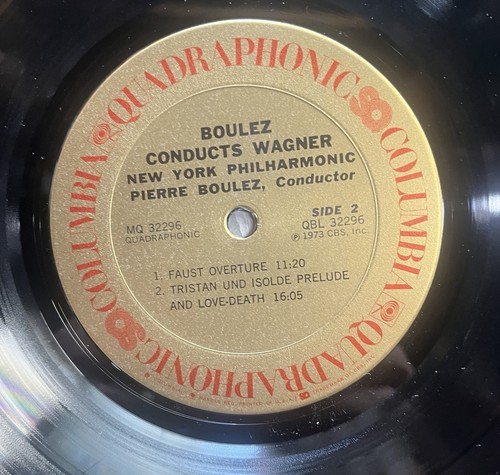 COLUMBIA QUADRAPHONIC SQ COLUMBIA QUADRAPHONIC SQ
BOULEZ
CONDUCTS WAGNER
NEW YORK PHILHARMONIC
PIERRE BOULEZ, Conductor
MQ 32296
QUADRAPHONIC
SIDE 2
QBL 32296
℗ 1973 CBS, Inc.
1. FAUST OVERTURE 11:20
2. TRISTAN UND ISOLDE PRELUDE
AND LOVE-DEATH 16:05